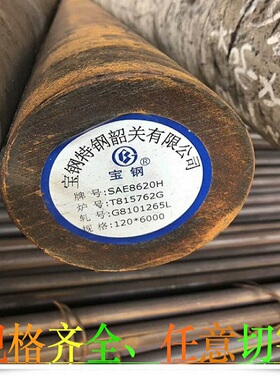 宝钢特钢韶关有限公司
®
宝钢
牌号:SAE8620H
炉号:T815762G
轧号:G8101265L
规格:120*6000
规格齐全、任意切